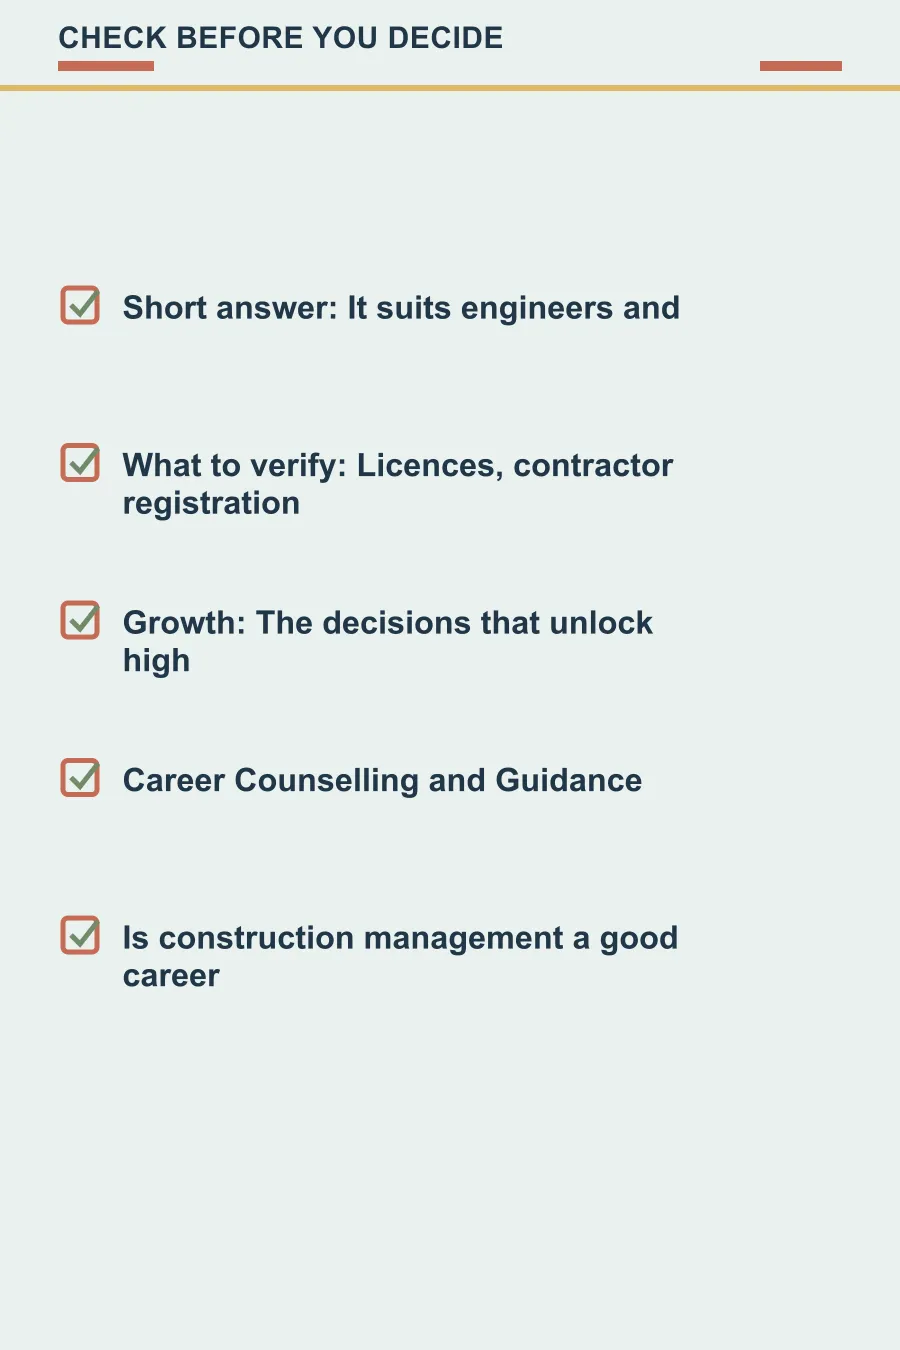 CHECK BEFORE YOU DECIDE
Short answer: It suits engineers and
What to verify: Licences, contractor
registration
Growth: The decisions that unlock
high
Career Counselling and Guidance
Is construction management a good
career